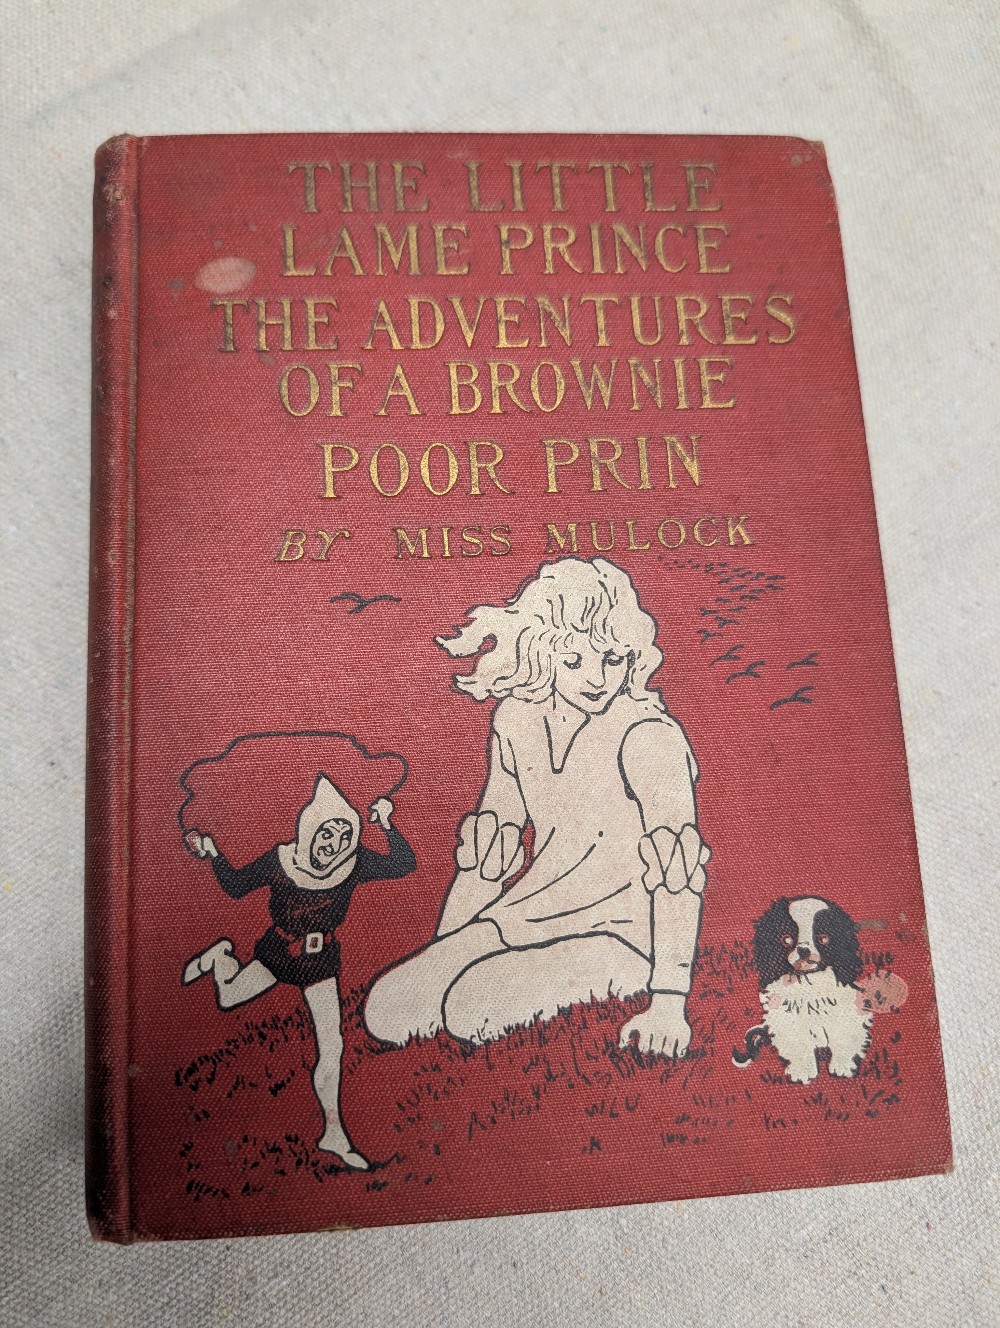 THE LITTLE
LAME PRINCE
THE ADVENTURES
OF A BROWNIE
POOR PRIN
BY MISS MULOCK